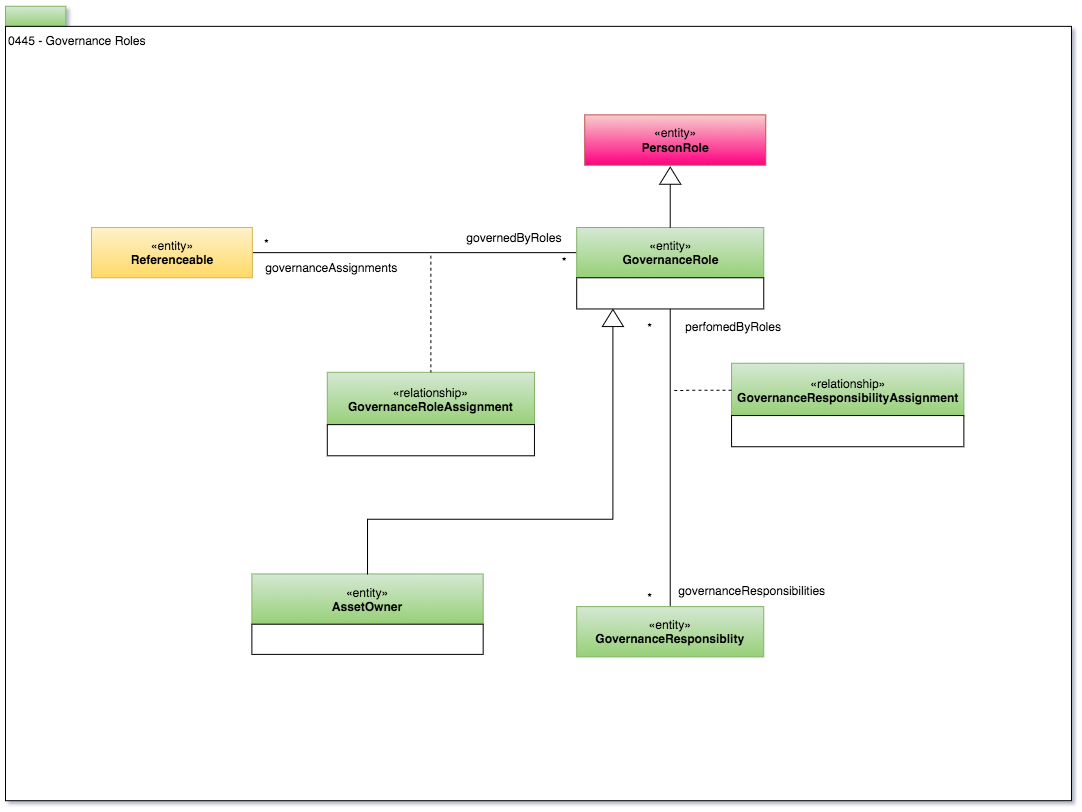 0445 - Governance Roles
«entity»
PersonRole
«entity»
Referenceable
*
governanceAssignments
governedByRoles
*
«entity»
GovernanceRole
*
perfomedByRoles
«relationship»
GovernanceRoleAssignment
«relationship»
GovernanceResponsibilityAssignment
«entity»
AssetOwner
*
governanceResponsibilities
«entity»
GovernanceResponsiblity